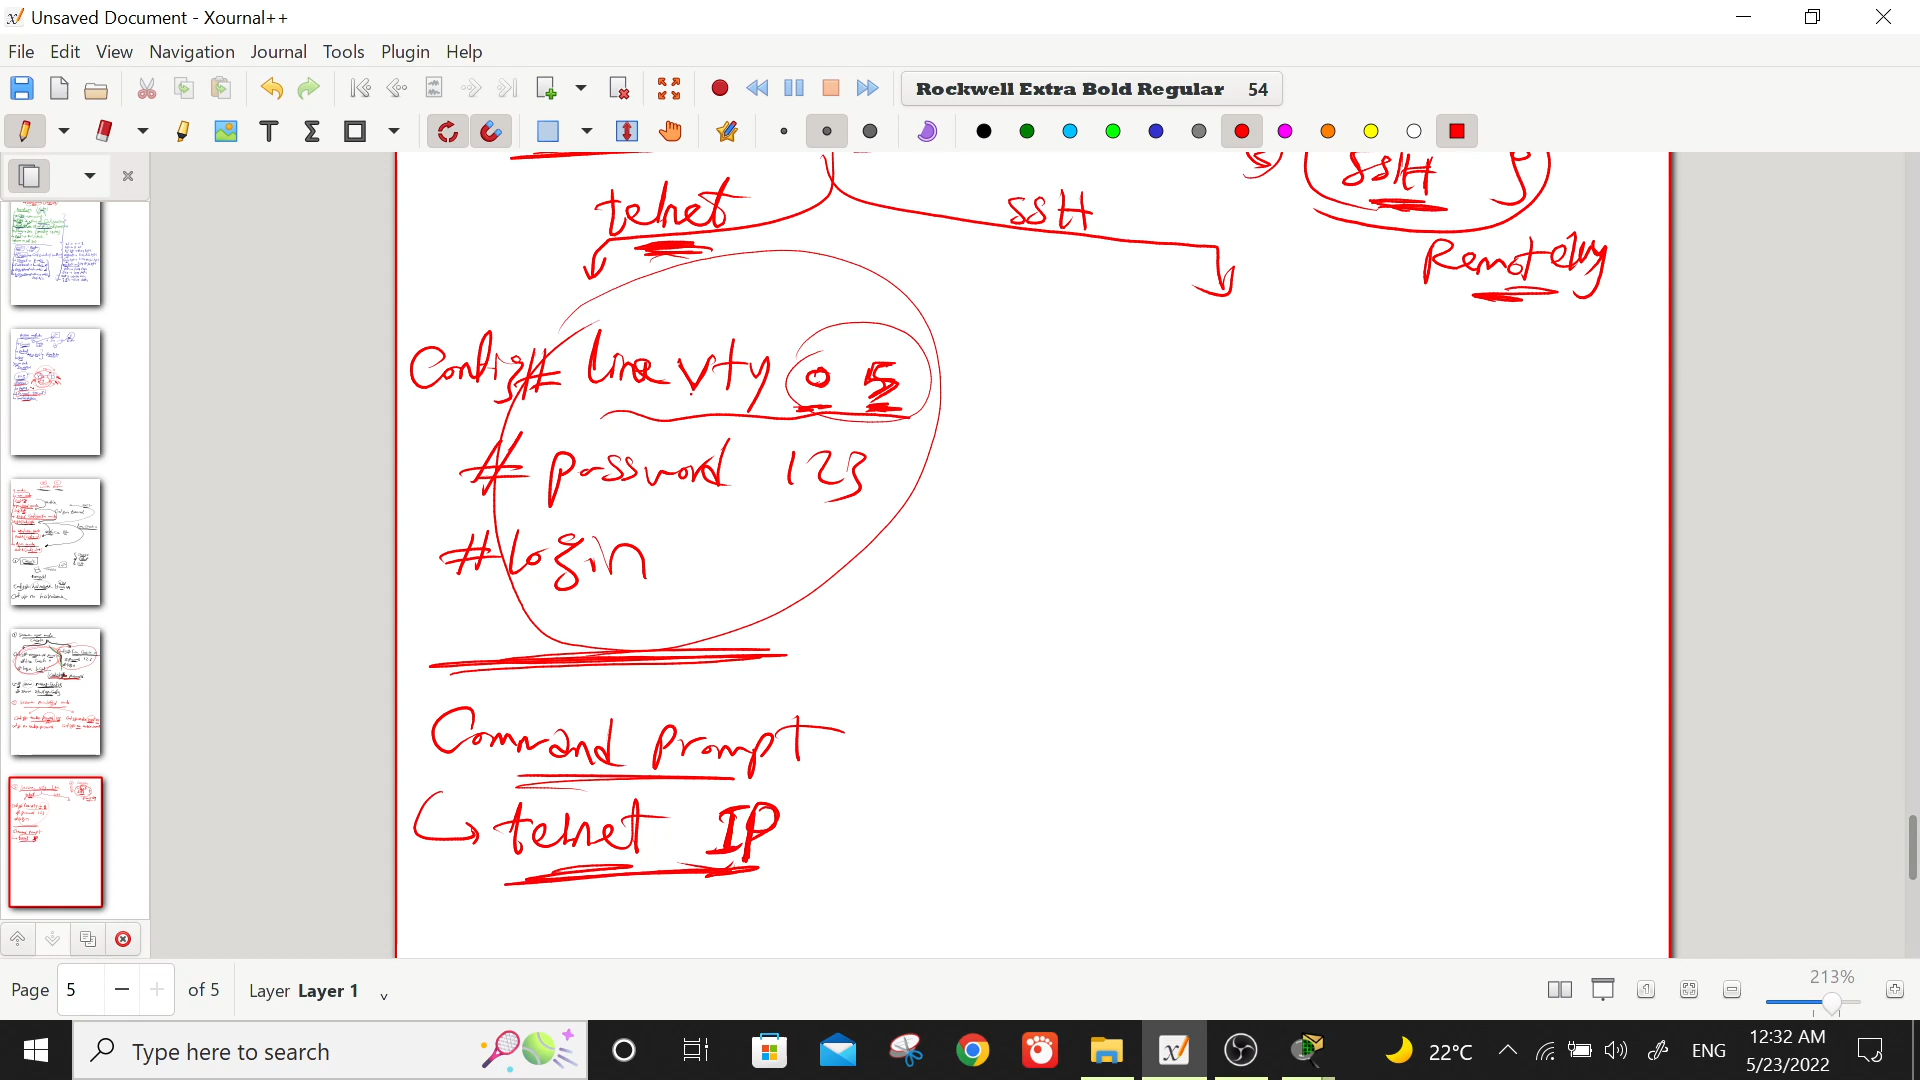 Unsaved Document - Xournal++
File Edit View Navigation Journal Tools Plugin Help
Rockwell Extra Bold Regular 54
SSH
telnet
SSH
Remotely
Config# line vty 0 5
# password 123
# login
Command prompt
telnet IP
Page 5 of 5 Layer Layer 1
213%
Type here to search
22°C
ENG
12:32 AM
5/23/2022